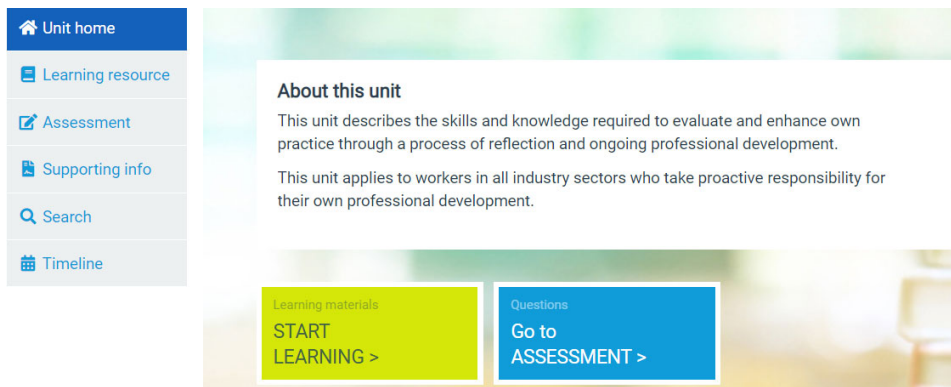 Unit home
Learning resource
Assessment
Supporting info
Search
Timeline
About this unit
This unit describes the skills and knowledge required to evaluate and enhance own
practice through a process of reflection and ongoing professional development.
This unit applies to workers in all industry sectors who take proactive responsibility for
their own professional development.
Learning materials
START
LEARNING >
Questions
Go to
ASSESSMENT >